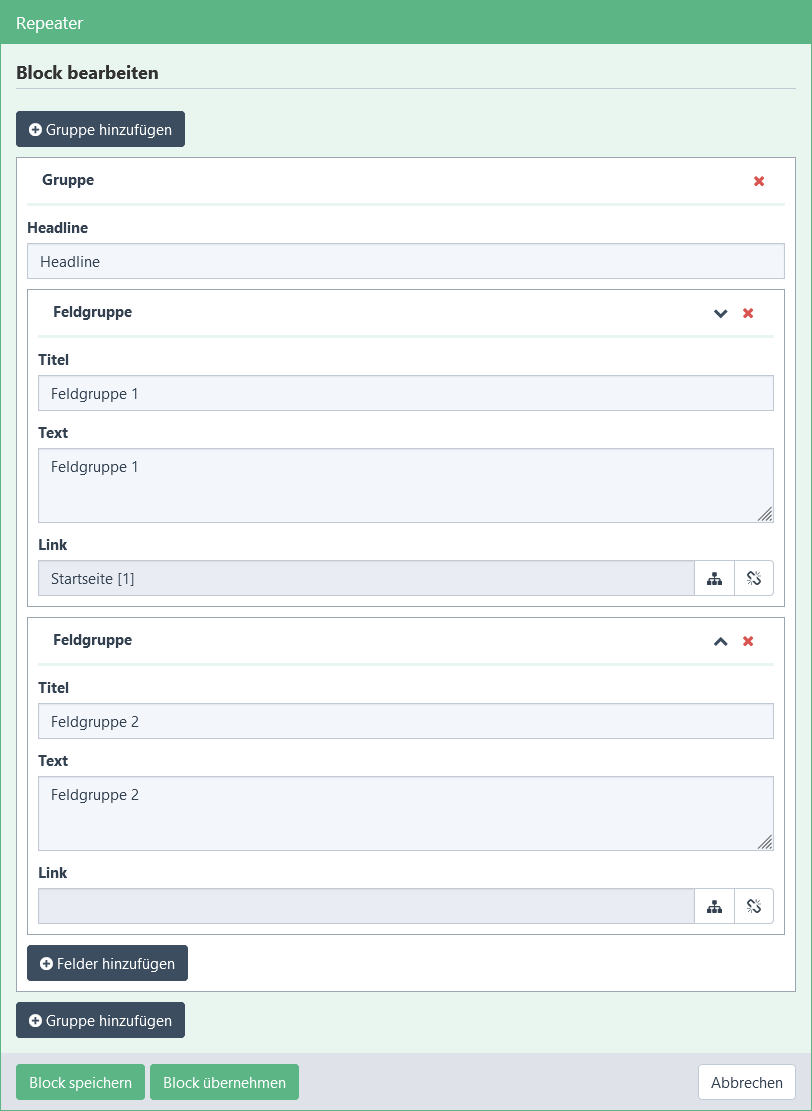 Repeater
Block bearbeiten
Gruppe hinzufügen
Gruppe
Headline
Headline
Feldgruppe
Titel
Feldgruppe 1
Text
Feldgruppe 1
Link
Startseite [1]
Feldgruppe
Titel
Feldgruppe 2
Text
Feldgruppe 2
Link
Felder hinzufügen
Gruppe hinzufügen
Block speichern Block übernehmen Abbrechen